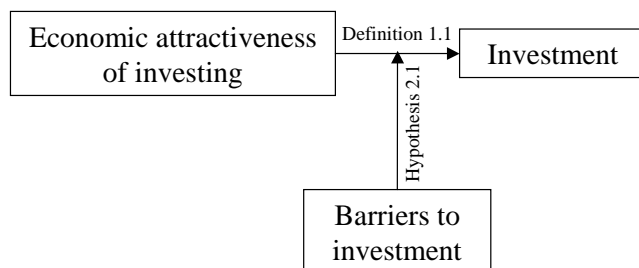 Economic attractiveness
of investing
Definition 1.1
Investment
Hypothesis 2.1
Barriers to
investment